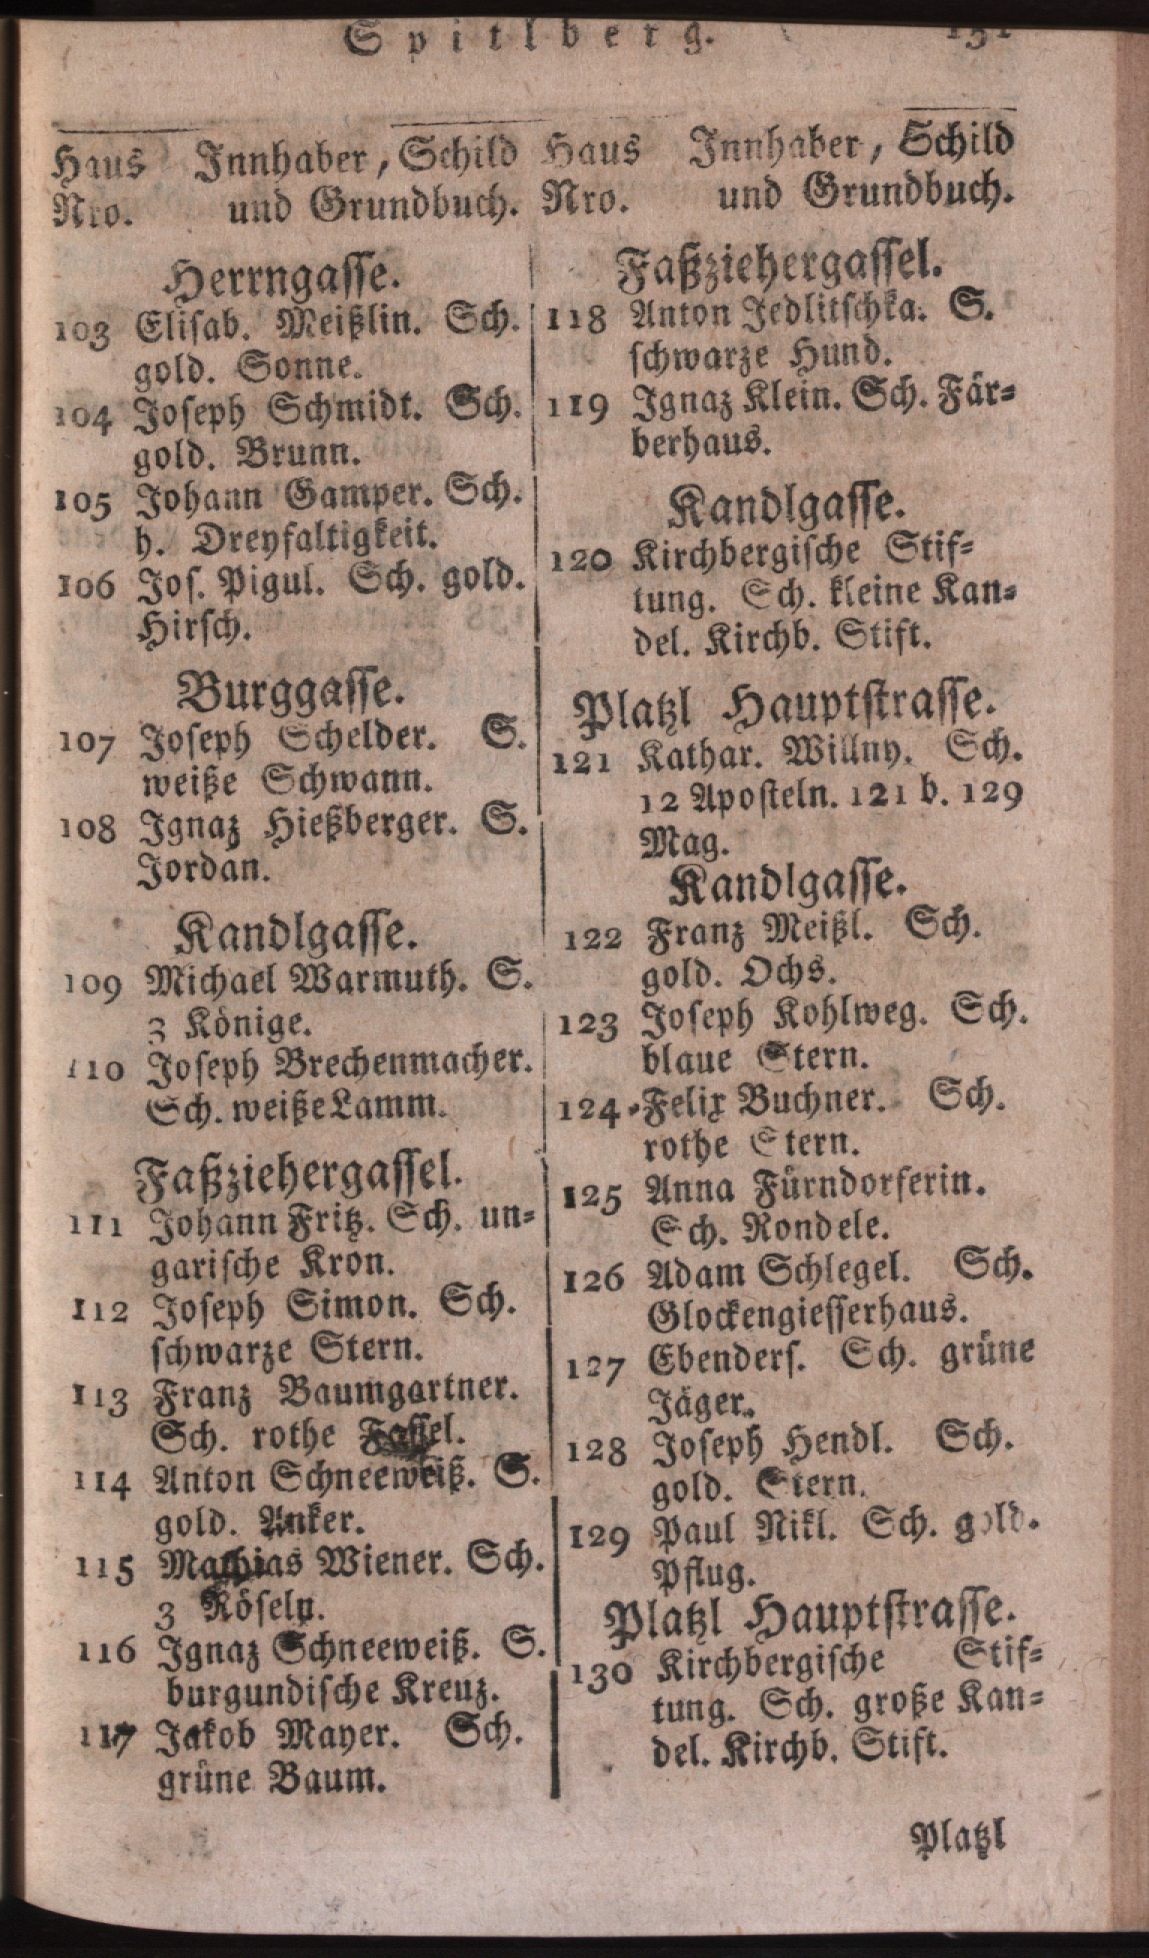 Spitlberg. 131
Haus Innhaber, Schild
Nro. und Grundbuch.
Herrngasse.
103 Elisab. Meißlin. Sch.
gold. Sonne.
104 Joseph Schmidt. Sch.
gold. Brunn.
105 Johann Gamper. Sch.
h. Dreyfaltigkeit.
106 Jos. Pigul. Sch. gold.
Hirsch.
Burggasse.
107 Joseph Schelder. S.
weiße Schwann.
108 Ignaz Hießberger. S.
Jordan.
Kandlgasse.
109 Michael Warmuth. S.
3 Könige.
110 Joseph Brechenmacher.
Sch. weiße Lamm.
Faßziehergassel.
111 Johann Fritz. Sch. un=
garische Kron.
112 Joseph Simon. Sch.
schwarze Stern.
113 Franz Baumgartner.
Sch. rothe Fassel.
114 Anton Schneeweiß. S.
gold. Anker.
115 Mathias Wiener. Sch.
3 Röseln.
116 Ignaz Schneeweiß. S.
burgundische Kreuz.
117 Jakob Mayer. Sch.
grüne Baum.
Haus Innhaber, Schild
Nro. und Grundbuch.
Faßziehergassel.
118 Anton Jedlitschka. S.
schwarze Hund.
119 Ignaz Klein. Sch. Fär=
berhaus.
Kandlgasse.
120 Kirchbergische Stif=
tung. Sch. kleine Kan=
del. Kirchb. Stift.
Platzl Hauptstrasse.
121 Kathar. Willny. Sch.
12 Aposteln. 121 b. 129
Mag.
Kandlgasse.
122 Franz Meißl. Sch.
gold. Ochs.
123 Joseph Kohlweg. Sch.
blaue Stern.
124 Felix Buchner. Sch.
rothe Stern.
125 Anna Fürndorferin.
Sch. Rondele.
126 Adam Schlegel. Sch.
Glockengiesserhaus.
127 Ebenders. Sch. grüne
Jäger.
128 Joseph Hendl. Sch.
gold. Stern.
129 Paul Nikl. Sch. gold.
Pflug.
Platzl Hauptstrasse.
130 Kirchbergische Stif=
tung. Sch. große Kan=
del. Kirchb. Stift.
Platzl